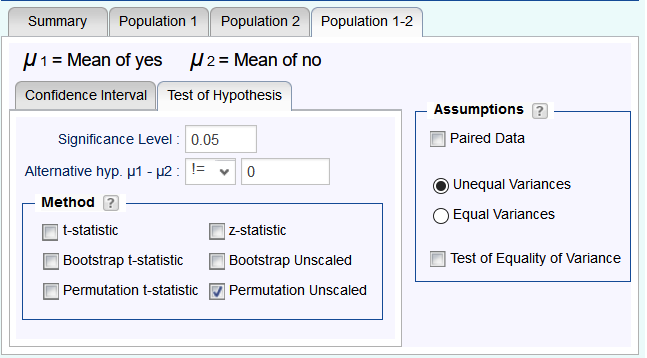 Summary Population 1 Population 2 Population 1-2
μ 1 = Mean of yes μ 2 = Mean of no
Confidence Interval Test of Hypothesis
Significance Level : 0.05
Alternative hyp. μ1 - μ2 : != 0
Method ?
t-statistic z-statistic
Bootstrap t-statistic Bootstrap Unscaled
Permutation t-statistic Permutation Unscaled
Assumptions ?
Paired Data
Unequal Variances
Equal Variances
Test of Equality of Variance